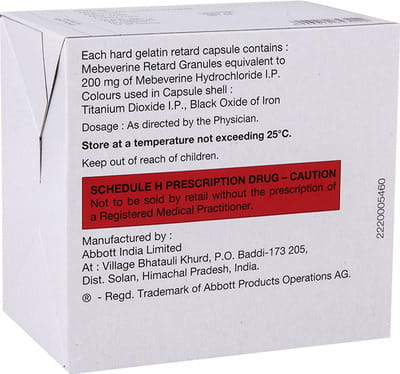 Each hard gelatin retard capsule contains :
Mebeverine Retard Granules equivalent to
200 mg of Mebeverine Hydrochloride I.P.
Colours used in Capsule shell :
Titanium Dioxide I.P., Black Oxide of Iron
Dosage : As directed by the Physician.
Store at a temperature not exceeding 25°C.
Keep out of reach of children.
SCHEDULE H PRESCRIPTION DRUG – CAUTION
Not to be sold by retail without the prescription of
a Registered Medical Practitioner.
Manufactured by :
Abbott India Limited
At : Village Bhatauli Khurd, P.O. Baddi-173 205,
Dist. Solan, Himachal Pradesh, India.
® - Regd. Trademark of Abbott Products Operations AG.
2220005460